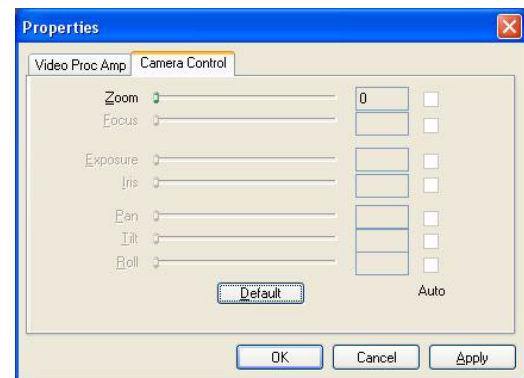 Properties
Video Proc Amp Camera Control
Zoom 0
Focus
Exposure
Iris
Pan
Tilt
Roll
Default Auto
OK Cancel Apply